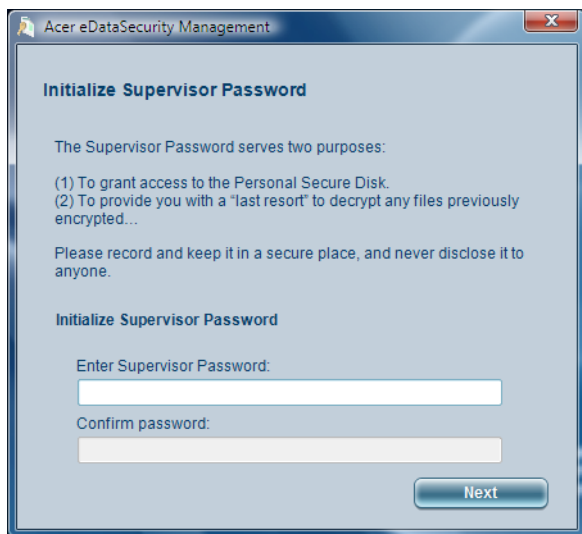 Acer eDataSecurity Management
Initialize Supervisor Password
The Supervisor Password serves two purposes:
(1) To grant access to the Personal Secure Disk.
(2) To provide you with a “last resort” to decrypt any files previously
encrypted...
Please record and keep it in a secure place, and never disclose it to
anyone.
Initialize Supervisor Password
Enter Supervisor Password:
Confirm password:
Next